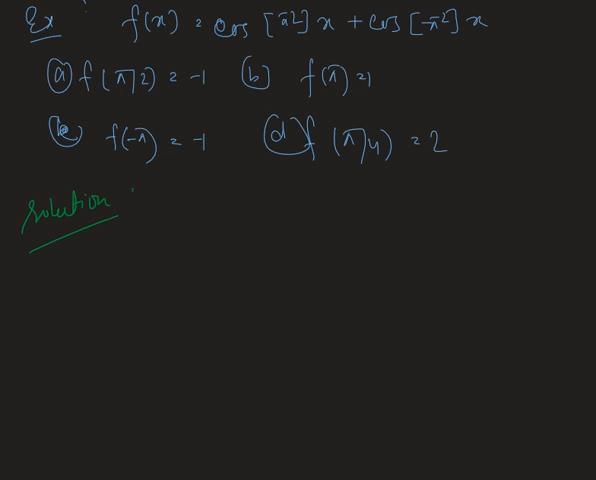 Ex : f(x) = cos [π2] x + cos [-π2] x
(a) f(π/2) = -1 (b) f(π) = 1
(c) f(-π) = -1 (d) f(π/4) = 2
Solution :